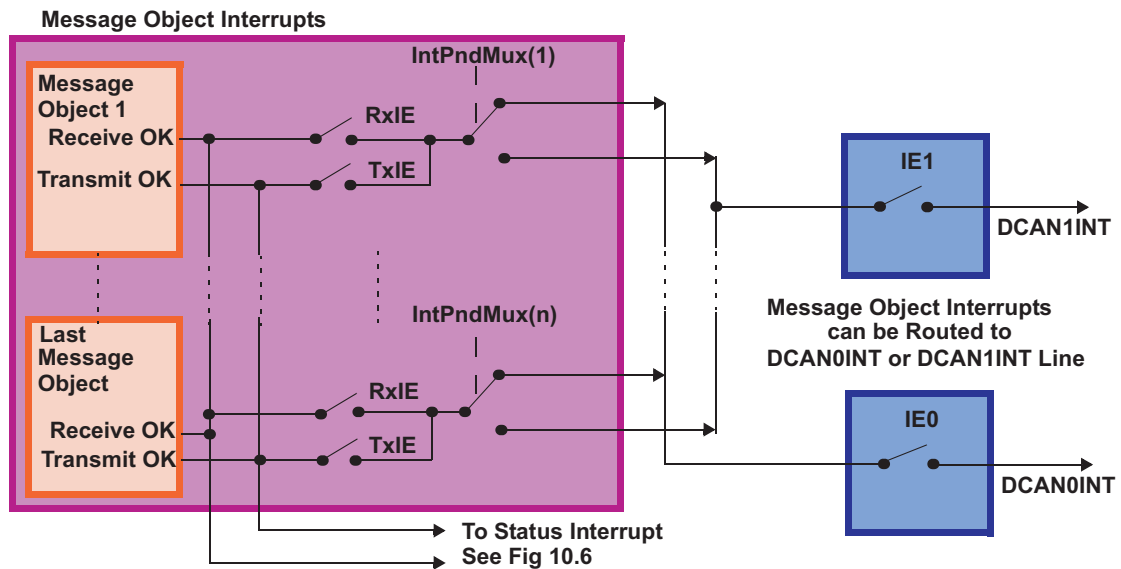 Message Object Interrupts
IntPndMux(1)
Message
Object 1
Receive OK
Transmit OK
RxIE
TxIE
IE1
DCAN1INT
Message Object Interrupts
can be Routed to
DCAN0INT or DCAN1INT Line
IntPndMux(n)
Last
Message
Object
Receive OK
Transmit OK
RxIE
TxIE
IE0
DCAN0INT
To Status Interrupt
See Fig 10.6